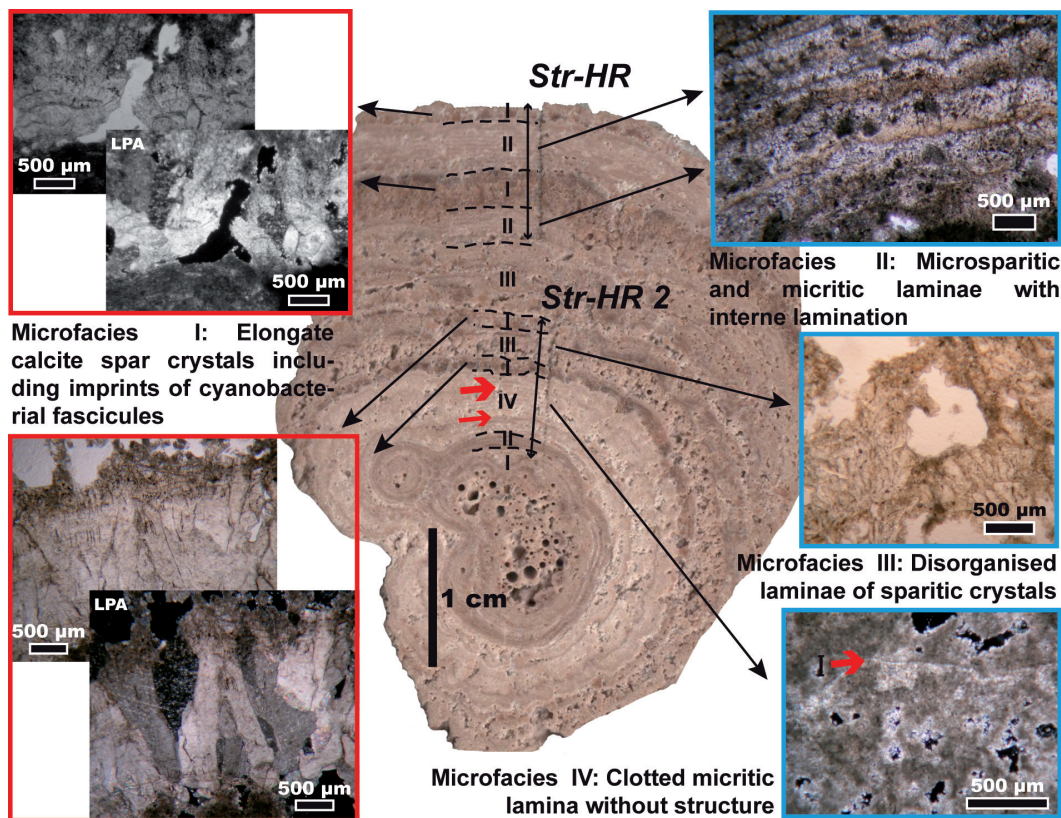 LPA
500 µm
500 µm
Microfacies I: Elongate
calcite spar crystals inclu-
ding imprints of cyanobacte-
rial fascicules
LPA
500 µm
500 µm
Str-HR
I
II
I
II
III
Str-HR 2
I
III
I
IV
II
I
1 cm
500 µm
Microfacies II: Microsparitic
and micritic laminae with
interne lamination
500 µm
Microfacies III: Disorganised
laminae of sparitic crystals
I
500 µm
Microfacies IV: Clotted micritic
lamina without structure